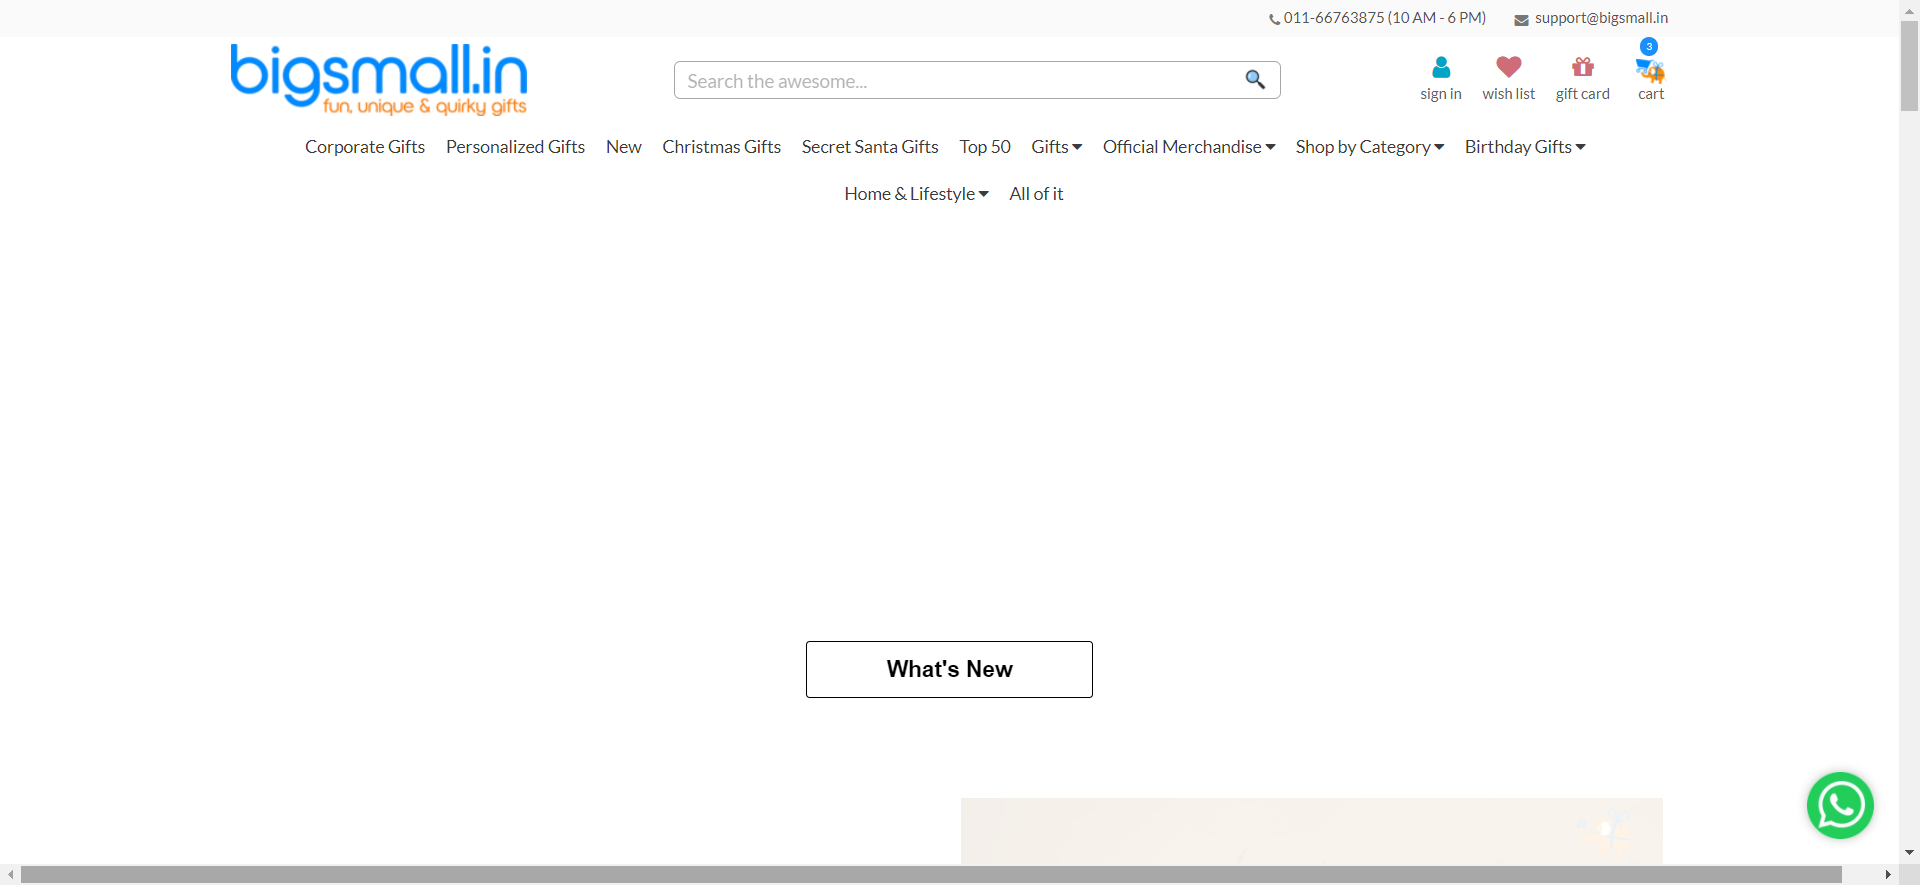 011-66763875 (10 AM - 6 PM) support@bigsmall.in
bigsmall.in
fun, unique & quirky gifts
Search the awesome...
3
sign in wish list gift card cart
Corporate Gifts Personalized Gifts New Christmas Gifts Secret Santa Gifts Top 50 Gifts Official Merchandise Shop by Category Birthday Gifts
Home & Lifestyle All of it
What's New